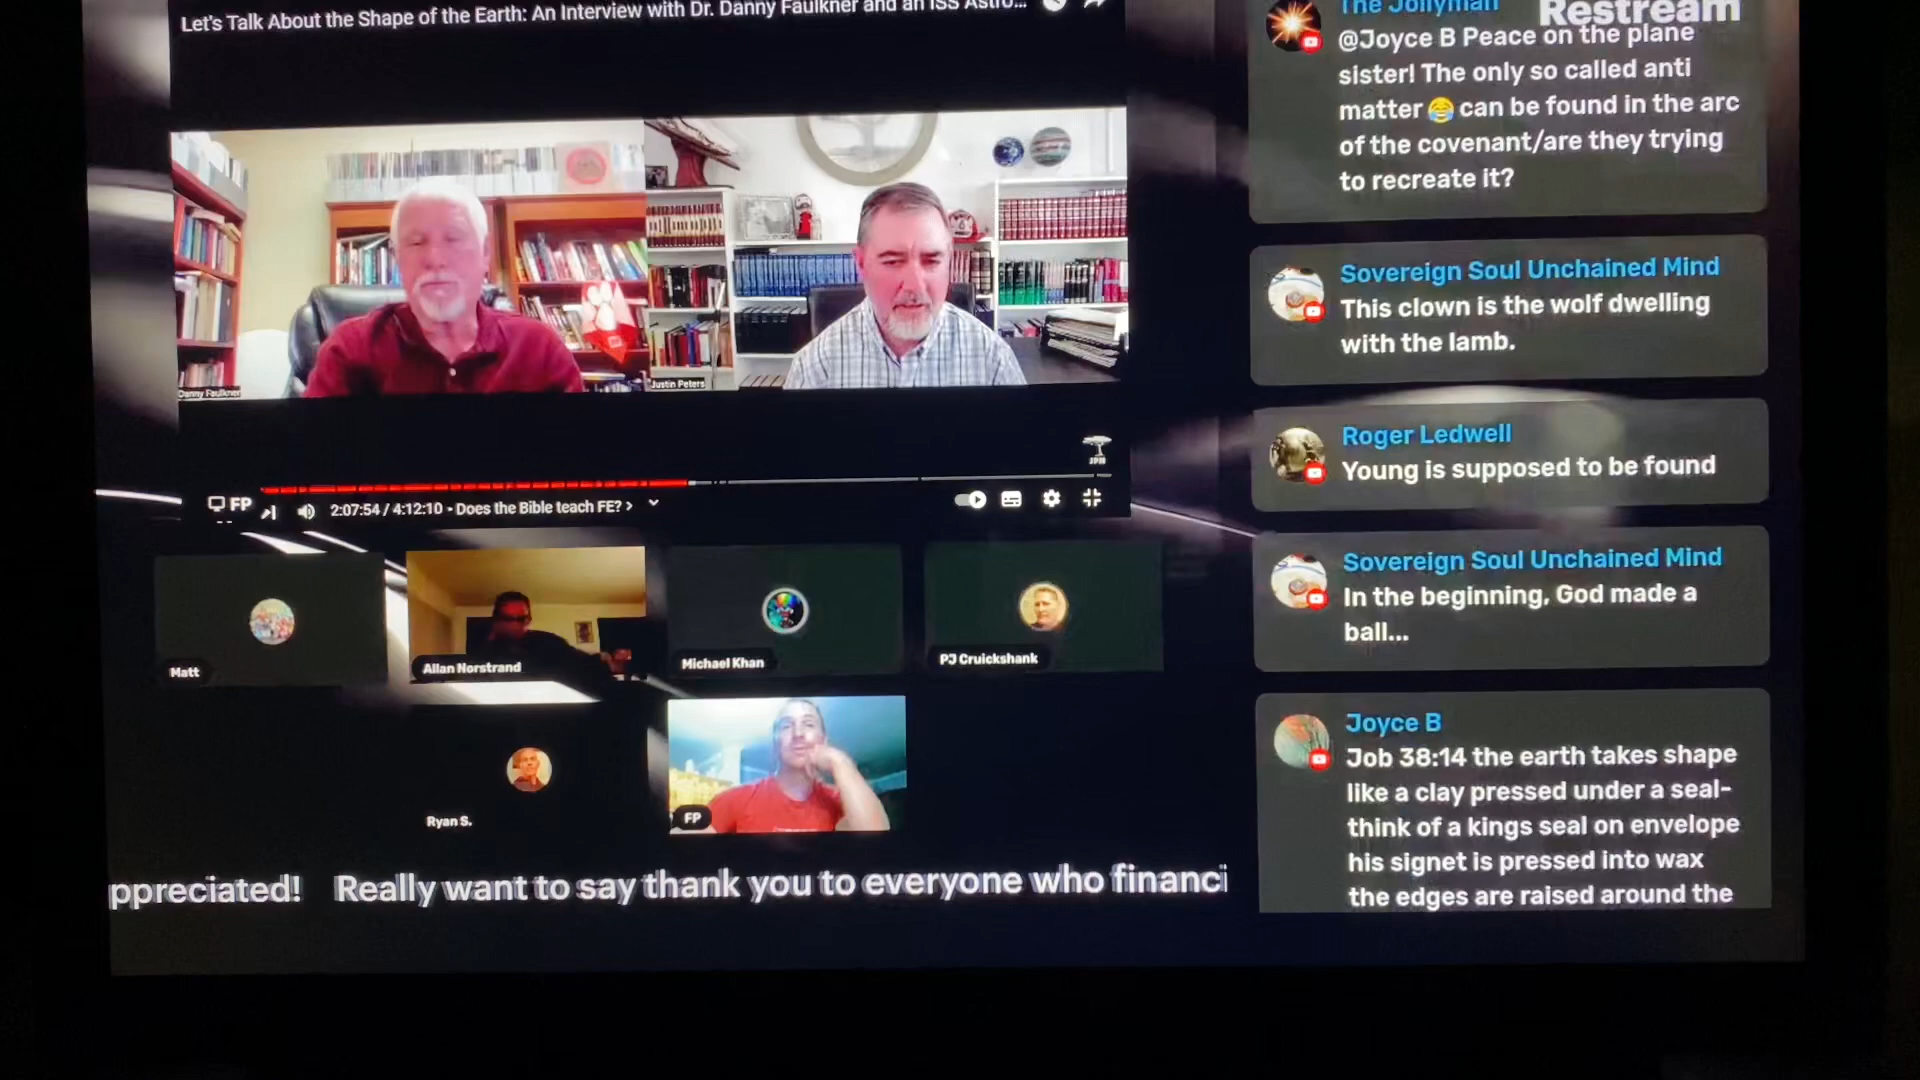 Let's Talk About the Shape of the Earth: An Interview with Dr. Danny Faulkner and an ISS Astro...
Danny Faulkner
Justin Peters
JPM
FP
2:07:54 / 4:12:10 • Does the Bible teach FE? >
Matt
Allan Norstrand
Michael Khan
PJ Cruickshank
Ryan S.
FP
ppreciated! Really want to say thank you to everyone who financi
Restream
The Jollyman
@Joyce B Peace on the plane
sister! The only so called anti
matter 😂 can be found in the arc
of the covenant/are they trying
to recreate it?
Sovereign Soul Unchained Mind
This clown is the wolf dwelling
with the lamb.
Roger Ledwell
Young is supposed to be found
Sovereign Soul Unchained Mind
In the beginning, God made a
ball...
Joyce B
Job 38:14 the earth takes shape
like a clay pressed under a seal-
think of a kings seal on envelope
his signet is pressed into wax
the edges are raised around the